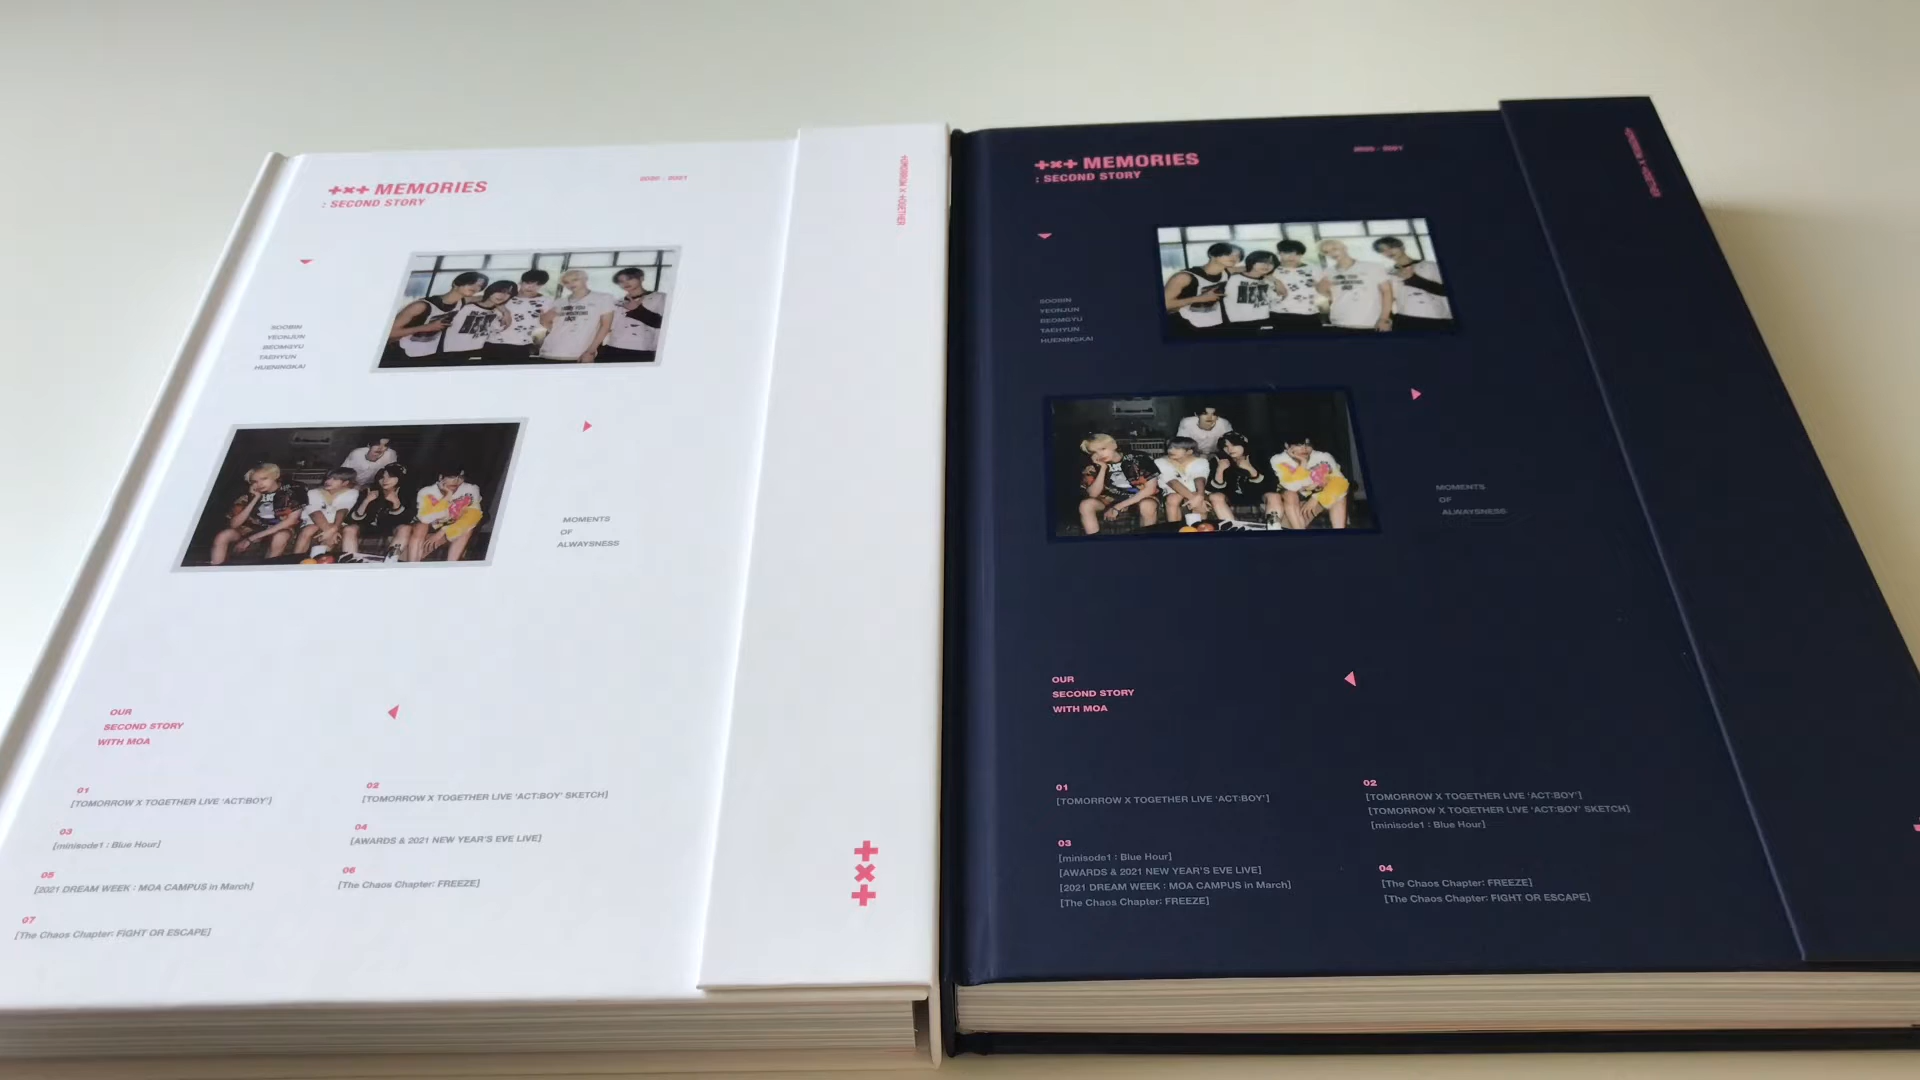 +x+ MEMORIES
: SECOND STORY
2020 - 2021
SOOBIN
YEONJUN
BEOMGYU
TAEHYUN
HUENINGKAI
MOMENTS
OF
ALWAYSNESS
OUR
SECOND STORY
WITH MOA
01
[TOMORROW X TOGETHER LIVE ‘ACT:BOY’]
02
[TOMORROW X TOGETHER LIVE ‘ACT:BOY’ SKETCH]
03
[minisode1 : Blue Hour]
04
[AWARDS & 2021 NEW YEAR’S EVE LIVE]
05
[2021 DREAM WEEK : MOA CAMPUS in March]
06
[The Chaos Chapter: FREEZE]
07
[The Chaos Chapter: FIGHT OR ESCAPE]
TOMORROW X TOGETHER
+x+
+x+ MEMORIES
: SECOND STORY
2020 - 2021
SOOBIN
YEONJUN
BEOMGYU
TAEHYUN
HUENINGKAI
MOMENTS
OF
ALWAYSNESS
OUR
SECOND STORY
WITH MOA
01
[TOMORROW X TOGETHER LIVE ‘ACT:BOY’]
02
[TOMORROW X TOGETHER LIVE ‘ACT:BOY’]
[TOMORROW X TOGETHER LIVE ‘ACT:BOY’ SKETCH]
[minisode1 : Blue Hour]
03
[minisode1 : Blue Hour]
[AWARDS & 2021 NEW YEAR’S EVE LIVE]
[2021 DREAM WEEK : MOA CAMPUS in March]
[The Chaos Chapter: FREEZE]
04
[The Chaos Chapter: FREEZE]
[The Chaos Chapter: FIGHT OR ESCAPE]